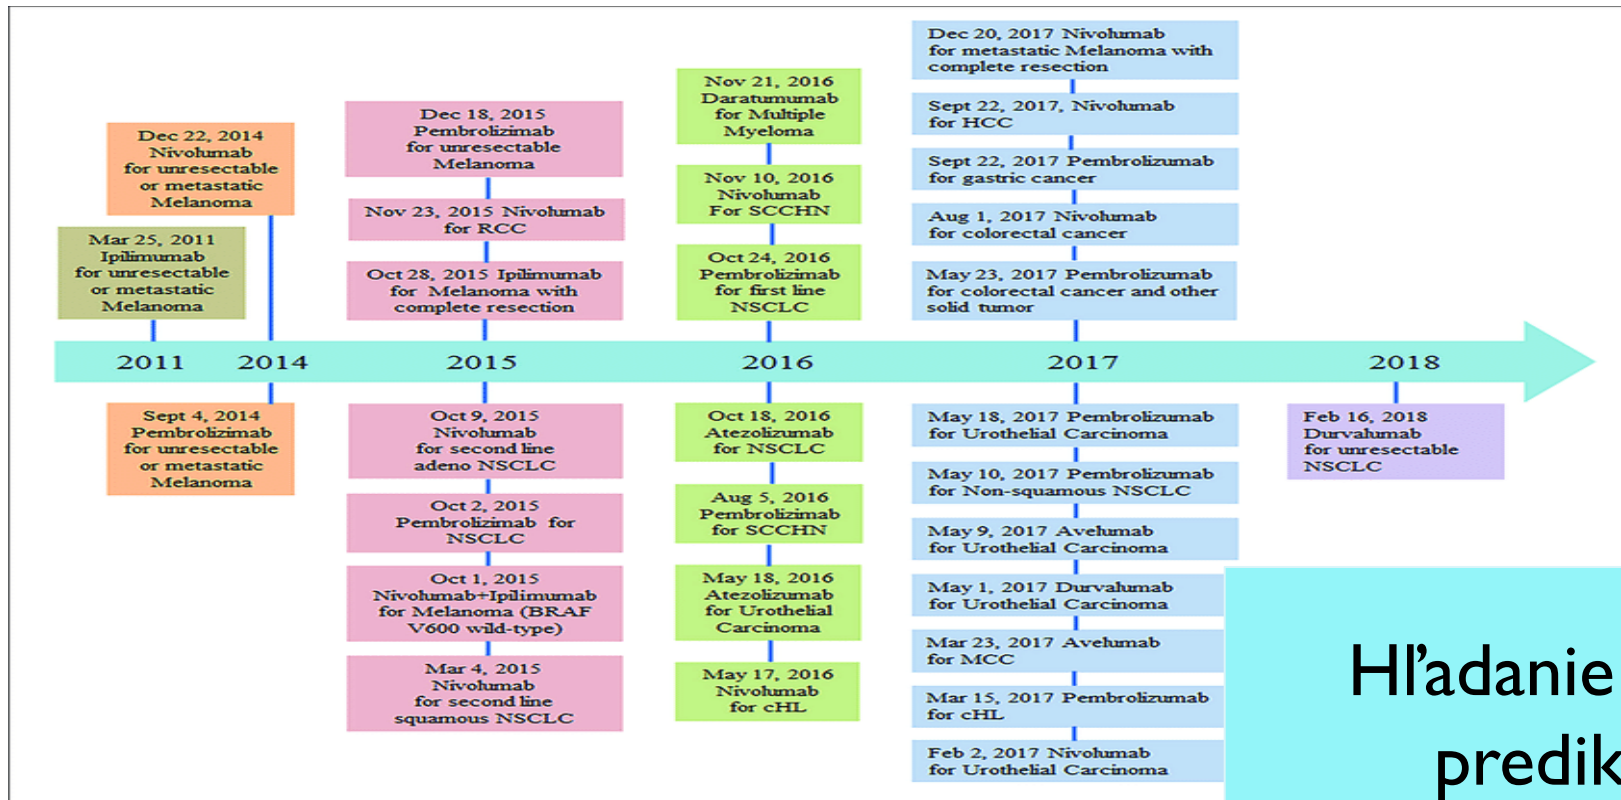 Mar 25, 2011
Ipilimumab
for unresectable
or metastatic
Melanoma
Dec 22, 2014
Nivolumab
for unresectable
or metastatic
Melanoma
Dec 18, 2015
Pembrolizimab
for unresectable
Melanoma
Nov 23, 2015 Nivolumab
for RCC
Oct 28, 2015 Ipilimumab
for Melanoma with
complete resection
Nov 21, 2016
Daratumumab
for Multiple
Myeloma
Nov 10, 2016
Nivolumab
For SCCHN
Oct 24, 2016
Pembrolizimab
for first line
NSCLC
Dec 20, 2017 Nivolumab
for metastatic Melanoma with
complete resection
Sept 22, 2017, Nivolumab
for HCC
Sept 22, 2017 Pembrolizumab
for gastric cancer
Aug 1, 2017 Nivolumab
for colorectal cancer
May 23, 2017 Pembrolizumab
for colorectal cancer and other
solid tumor
2011 2014 2015 2016 2017 2018
Sept 4, 2014
Pembrolizimab
for unresectable
or metastatic
Melanoma
Oct 9, 2015
Nivolumab
for second line
adeno NSCLC
Oct 2, 2015
Pembrolizimab for
NSCLC
Oct 1, 2015
Nivolumab+Ipilimumab
for Melanoma (BRAF
V600 wild-type)
Mar 4, 2015
Nivolumab
for second line
squamous NSCLC
Oct 18, 2016
Atezolizumab
for NSCLC
Aug 5, 2016
Pembrolizimab
for SCCHN
May 18, 2016
Atezolizumab
for Urothelial
Carcinoma
May 17, 2016
Nivolumab
for cHL
May 18, 2017 Pembrolizumab
for Urothelial Carcinoma
May 10, 2017 Pembrolizumab
for Non-squamous NSCLC
May 9, 2017 Avelumab
for Urothelial Carcinoma
May 1, 2017 Durvalumab
for Urothelial Carcinoma
Mar 23, 2017 Avelumab
for MCC
Mar 15, 2017 Pembrolizumab
for cHL
Feb 2, 2017 Nivolumab
for Urothelial Carcinoma
Feb 16, 2018
Durvalumab
for unresectable
NSCLC
Hľadanie
predik